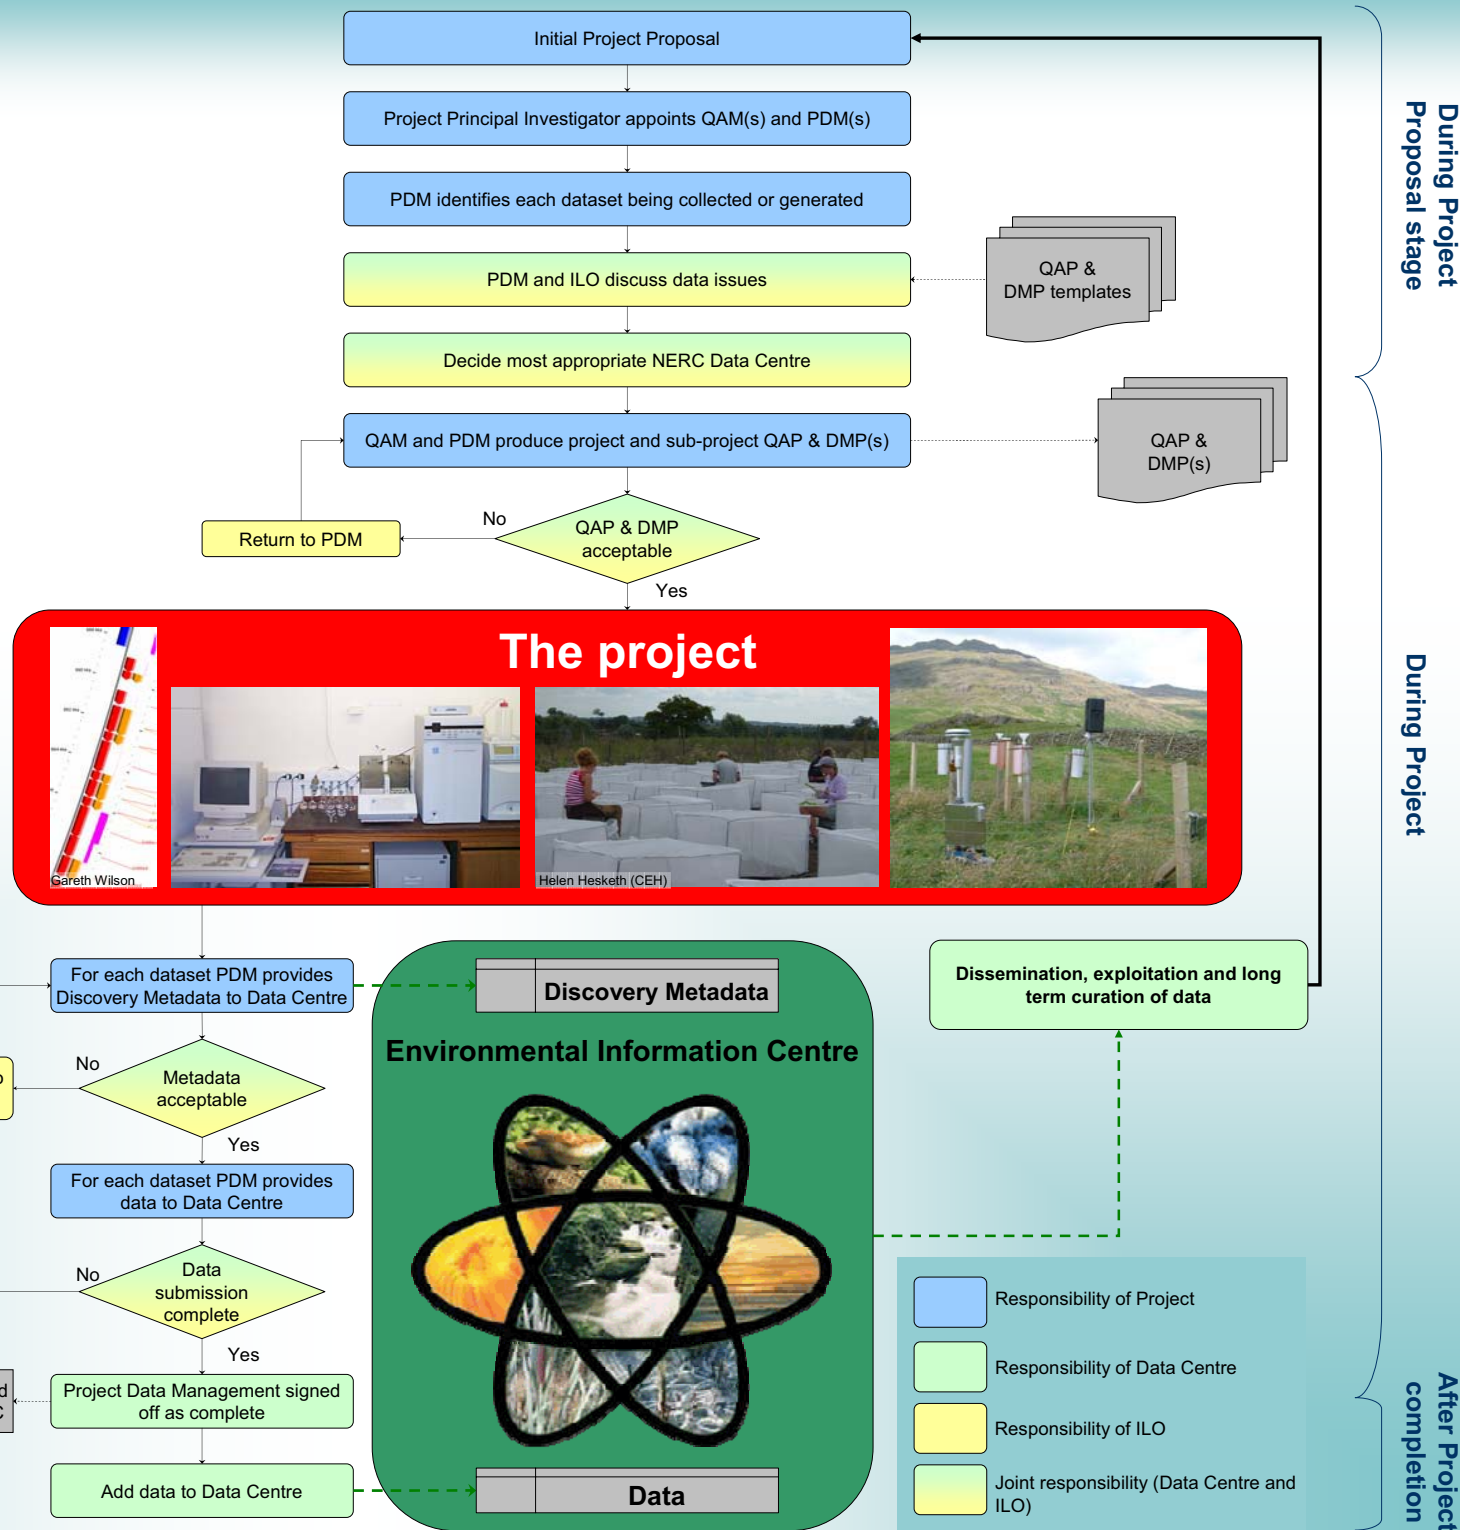 Initial Project Proposal
Project Principal Investigator appoints QAM(s) and PDM(s)
PDM identifies each dataset being collected or generated
PDM and ILO discuss data issues
QAP &
DMP templates
Decide most appropriate NERC Data Centre
QAM and PDM produce project and sub-project QAP & DMP(s)
QAP &
DMP(s)
Return to PDM
No
QAP & DMP
acceptable
Yes
During Project
Proposal stage
The project
Gareth Wilson
Helen Hesketh (CEH)
During Project
For each dataset PDM provides
Discovery Metadata to Data Centre
Discovery Metadata
Environmental Information Centre
Dissemination, exploitation and long
term curation of data
No
Metadata
acceptable
Yes
For each dataset PDM provides
data to Data Centre
No
Data
submission
complete
Yes
Project Data Management signed
off as complete
Add data to Data Centre
Data
Responsibility of Project
Responsibility of Data Centre
Responsibility of ILO
Joint responsibility (Data Centre and
ILO)
After Project
completion